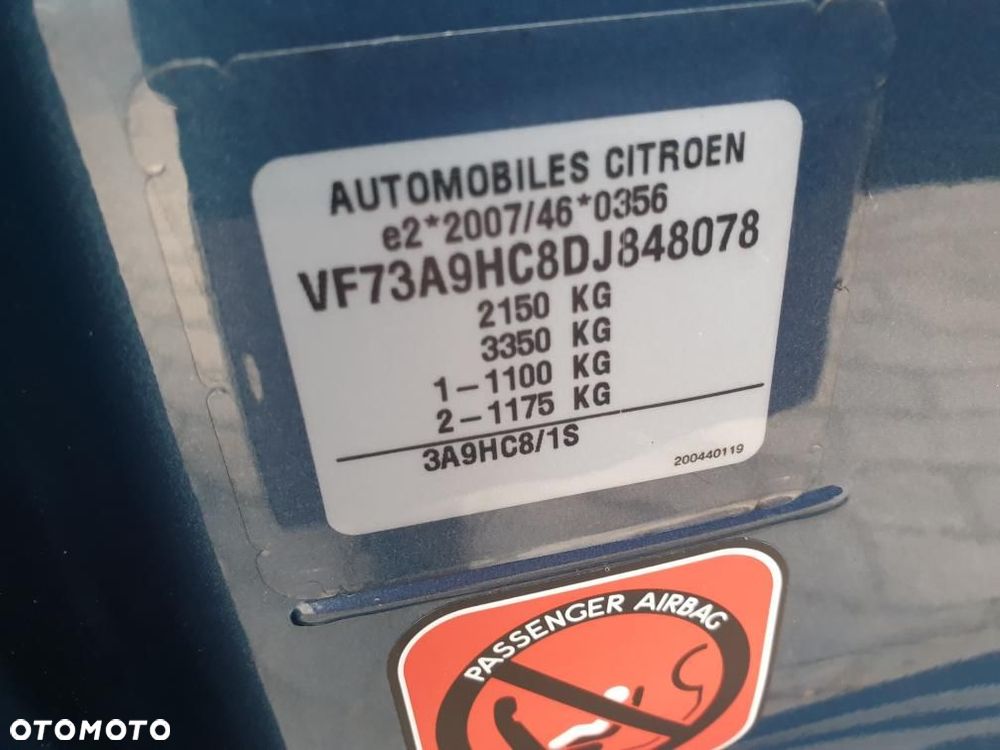 AUTOMOBILES CITROEN
e2*2007/46*0356
VF73A9HC8DJ848078
2150 KG
3350 KG
1-1100 KG
2-1175 KG
3A9HC8/1S
200440119
PASSENGER AIRBAG
OTOMOTO